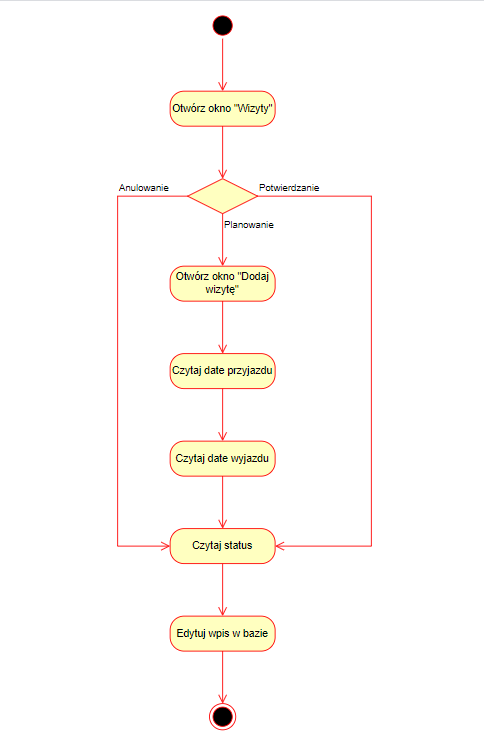 Otwórz okno "Wizyty"
Anulowanie
Potwierdzanie
Planowanie
Otwórz okno "Dodaj
wizytę"
Czytaj date przyjazdu
Czytaj date wyjazdu
Czytaj status
Edytuj wpis w bazie